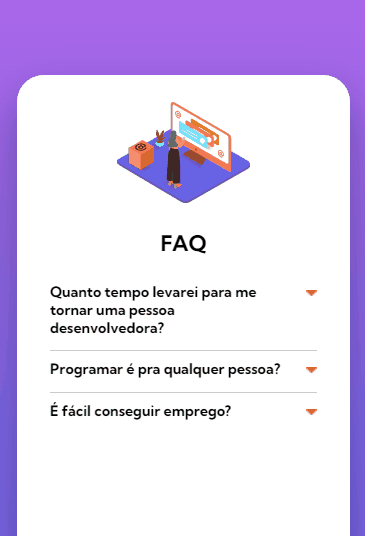 FAQ
Quanto tempo levarei para me
tornar uma pessoa
desenvolvedora?
Programar é pra qualquer pessoa?
É fácil conseguir emprego?